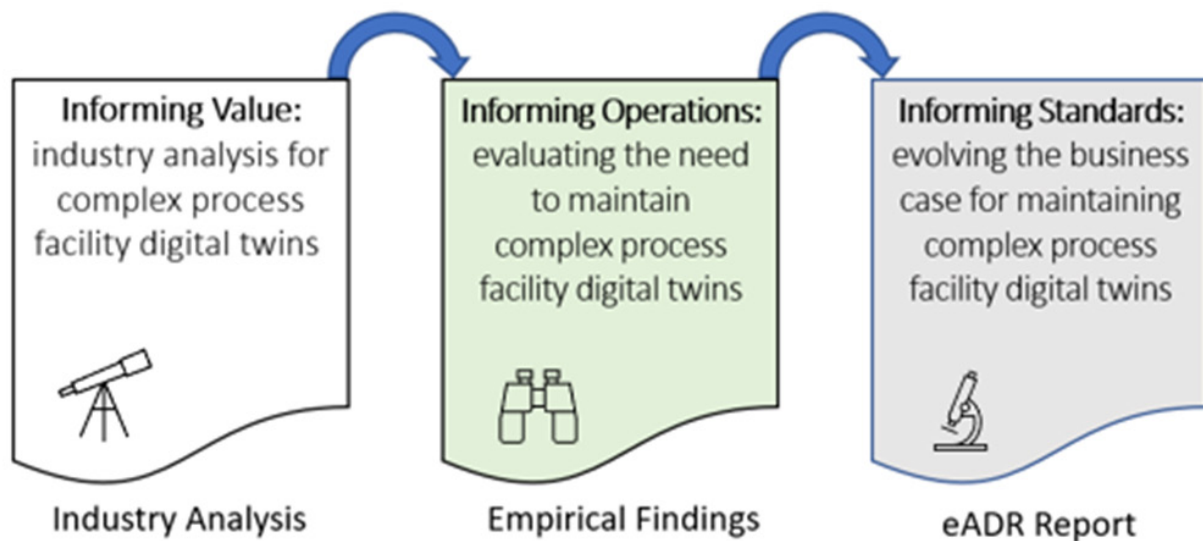 Informing Value:
industry analysis for
complex process
facility digital twins
Industry Analysis
Informing Operations:
evaluating the need
to maintain
complex process
facility digital twins
Empirical Findings
Informing Standards:
evolving the business
case for maintaining
complex process
facility digital twins
eADR Report